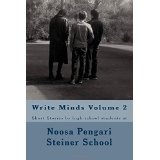 Write Minds Volume 2
Short Stories by high school students at
Noosa Pengari
Steiner School